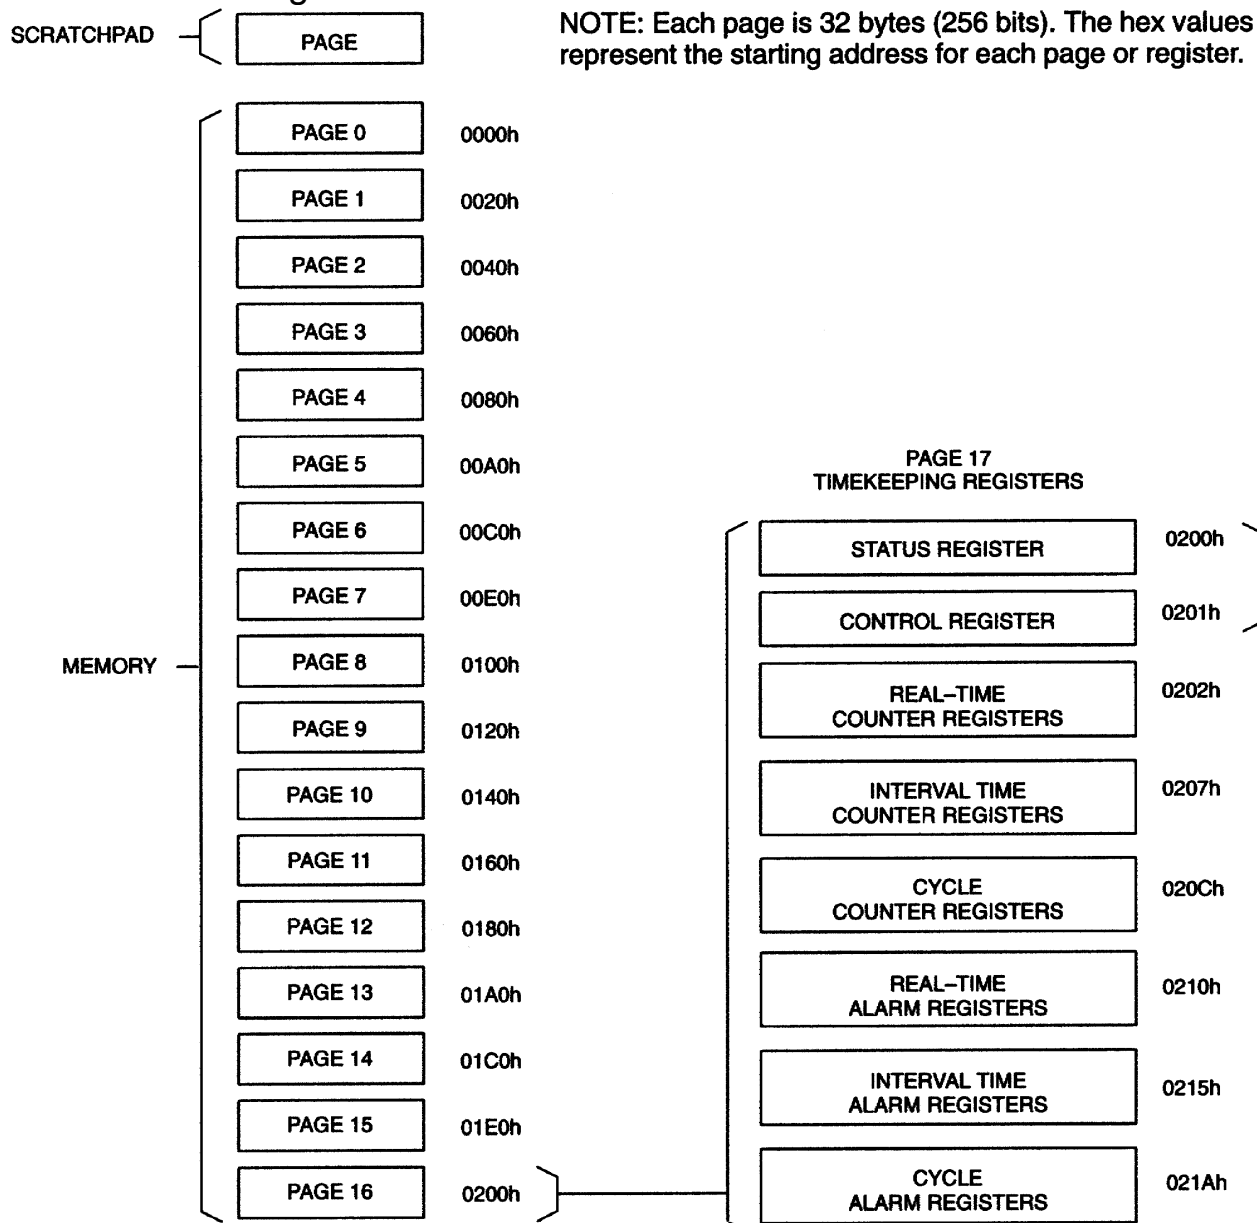 NOTE: Each page is 32 bytes (256 bits). The hex values
represent the starting address for each page or register.
SCRATCHPAD
PAGE
MEMORY
PAGE 0 0000h
PAGE 1 0020h
PAGE 2 0040h
PAGE 3 0060h
PAGE 4 0080h
PAGE 5 00A0h
PAGE 6 00C0h
PAGE 7 00E0h
PAGE 8 0100h
PAGE 9 0120h
PAGE 10 0140h
PAGE 11 0160h
PAGE 12 0180h
PAGE 13 01A0h
PAGE 14 01C0h
PAGE 15 01E0h
PAGE 16 0200h
PAGE 17
TIMEKEEPING REGISTERS
STATUS REGISTER 0200h
CONTROL REGISTER 0201h
REAL–TIME 0202h
COUNTER REGISTERS
INTERVAL TIME 0207h
COUNTER REGISTERS
CYCLE 020Ch
COUNTER REGISTERS
REAL–TIME 0210h
ALARM REGISTERS
INTERVAL TIME 0215h
ALARM REGISTERS
CYCLE 021Ah
ALARM REGISTERS